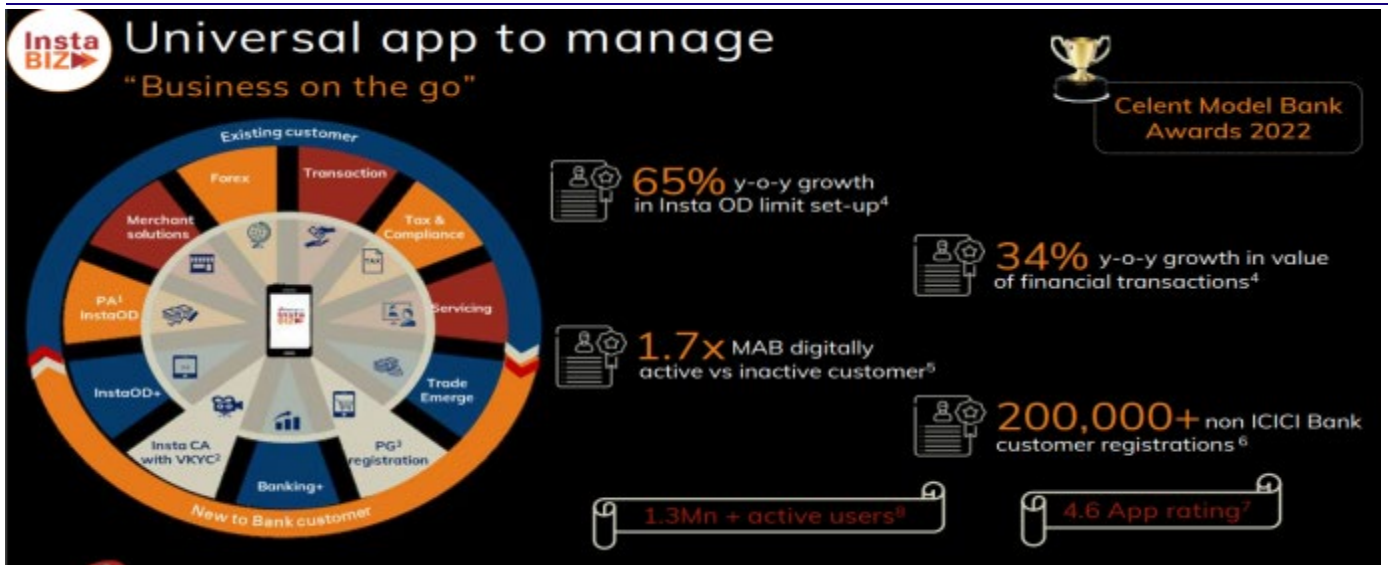 Insta
BIZ
Universal app to manage
“Business on the go”
Celent Model Bank
Awards 2022
Existing customer
Forex
Transaction
Merchant
solutions
Tax &
Compliance
PA¹
InstaOD
Servicing
InstaOD+
Trade
Emerge
Insta CA
with VKYC²
PG³
registration
Banking+
New to Bank customer
TAX
Insta
BIZ
65% y-o-y growth
in Insta OD limit set-up⁴
34% y-o-y growth in value
of financial transactions⁴
1.7x MAB digitally
active vs inactive customer⁵
200,000+ non ICICI Bank
customer registrations ⁶
1.3Mn + active users⁸
4.6 App rating⁷